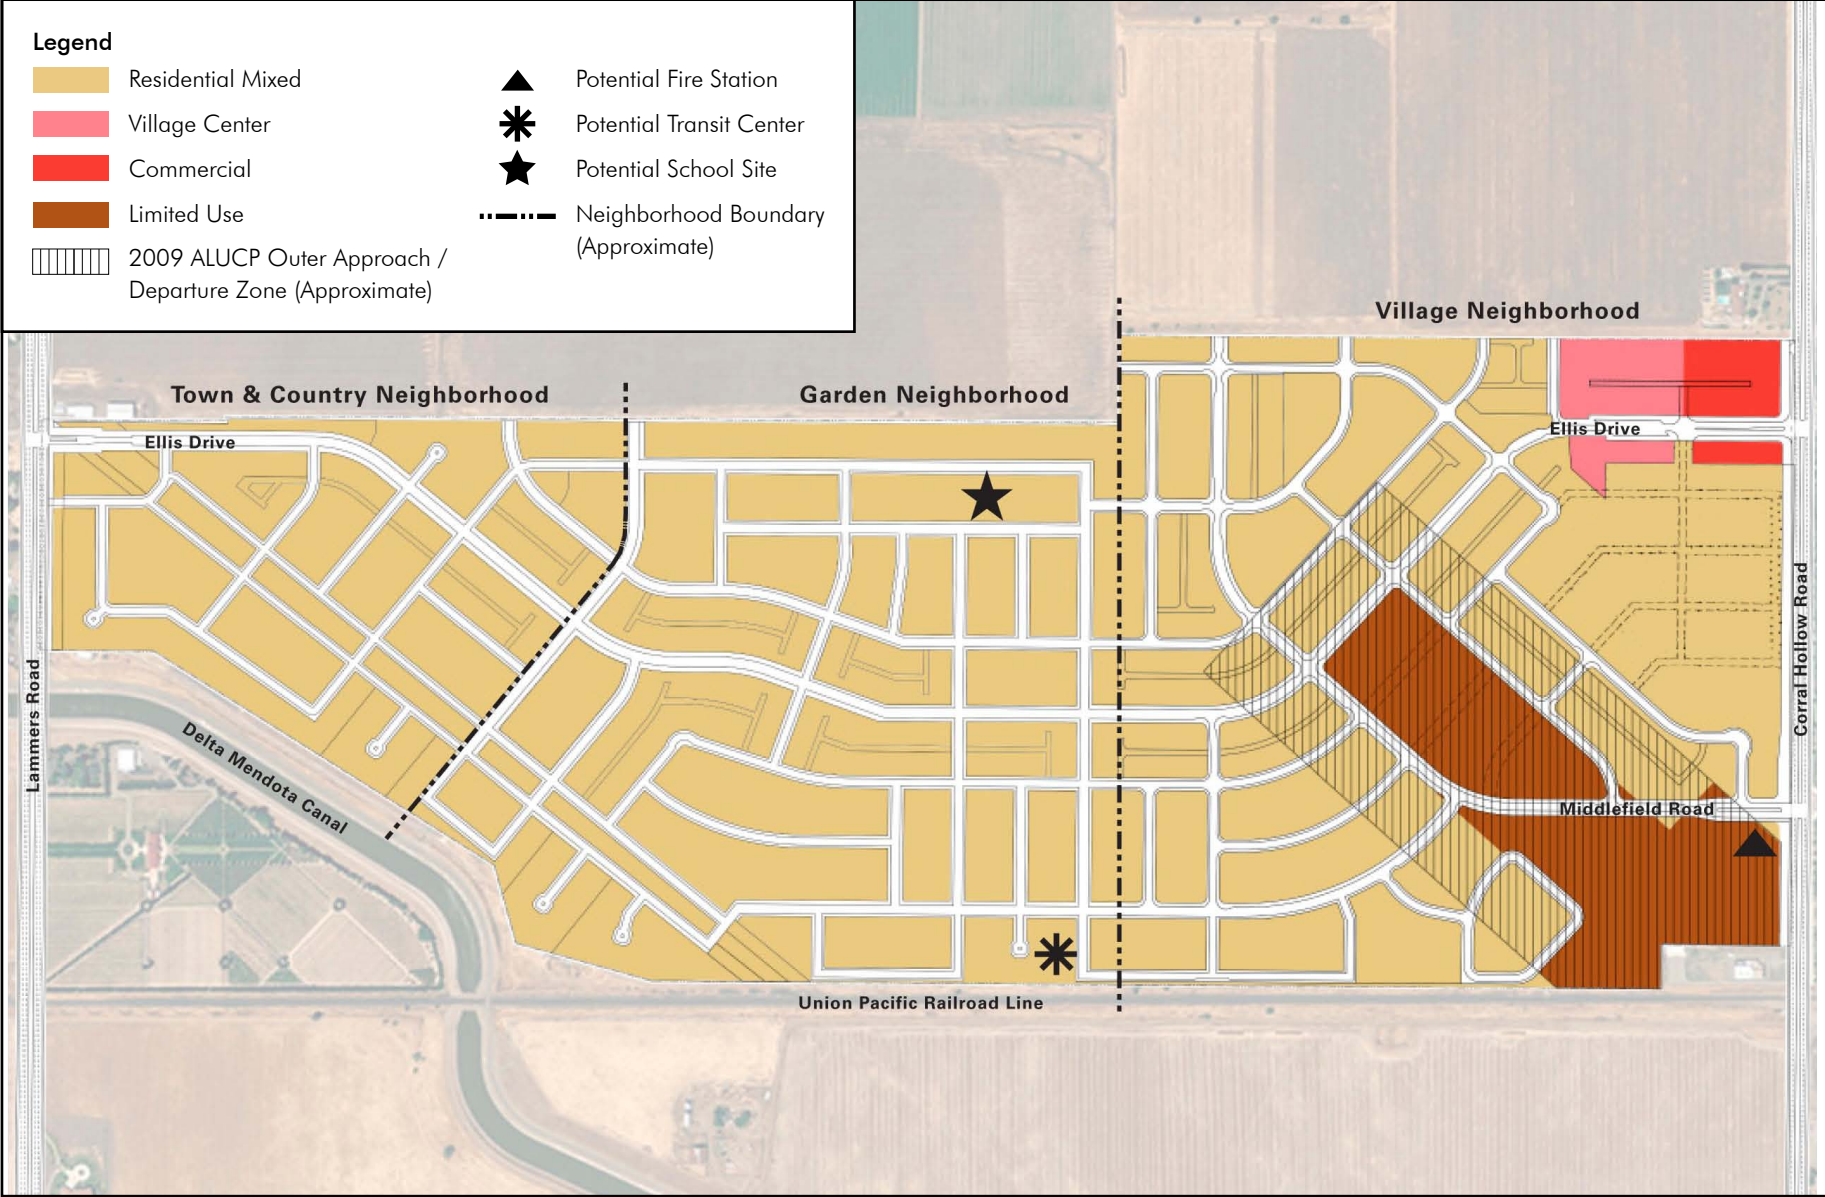 Legend
Residential Mixed
Village Center
Commercial
Limited Use
2009 ALUCP Outer Approach /
Departure Zone (Approximate)
Potential Fire Station
Potential Transit Center
Potential School Site
Neighborhood Boundary
(Approximate)
Village Neighborhood
Town & Country Neighborhood
Garden Neighborhood
Ellis Drive
Ellis Drive
Lammers Road
Delta Mendota Canal
Corral Hollow Road
Middlefield Road
Union Pacific Railroad Line